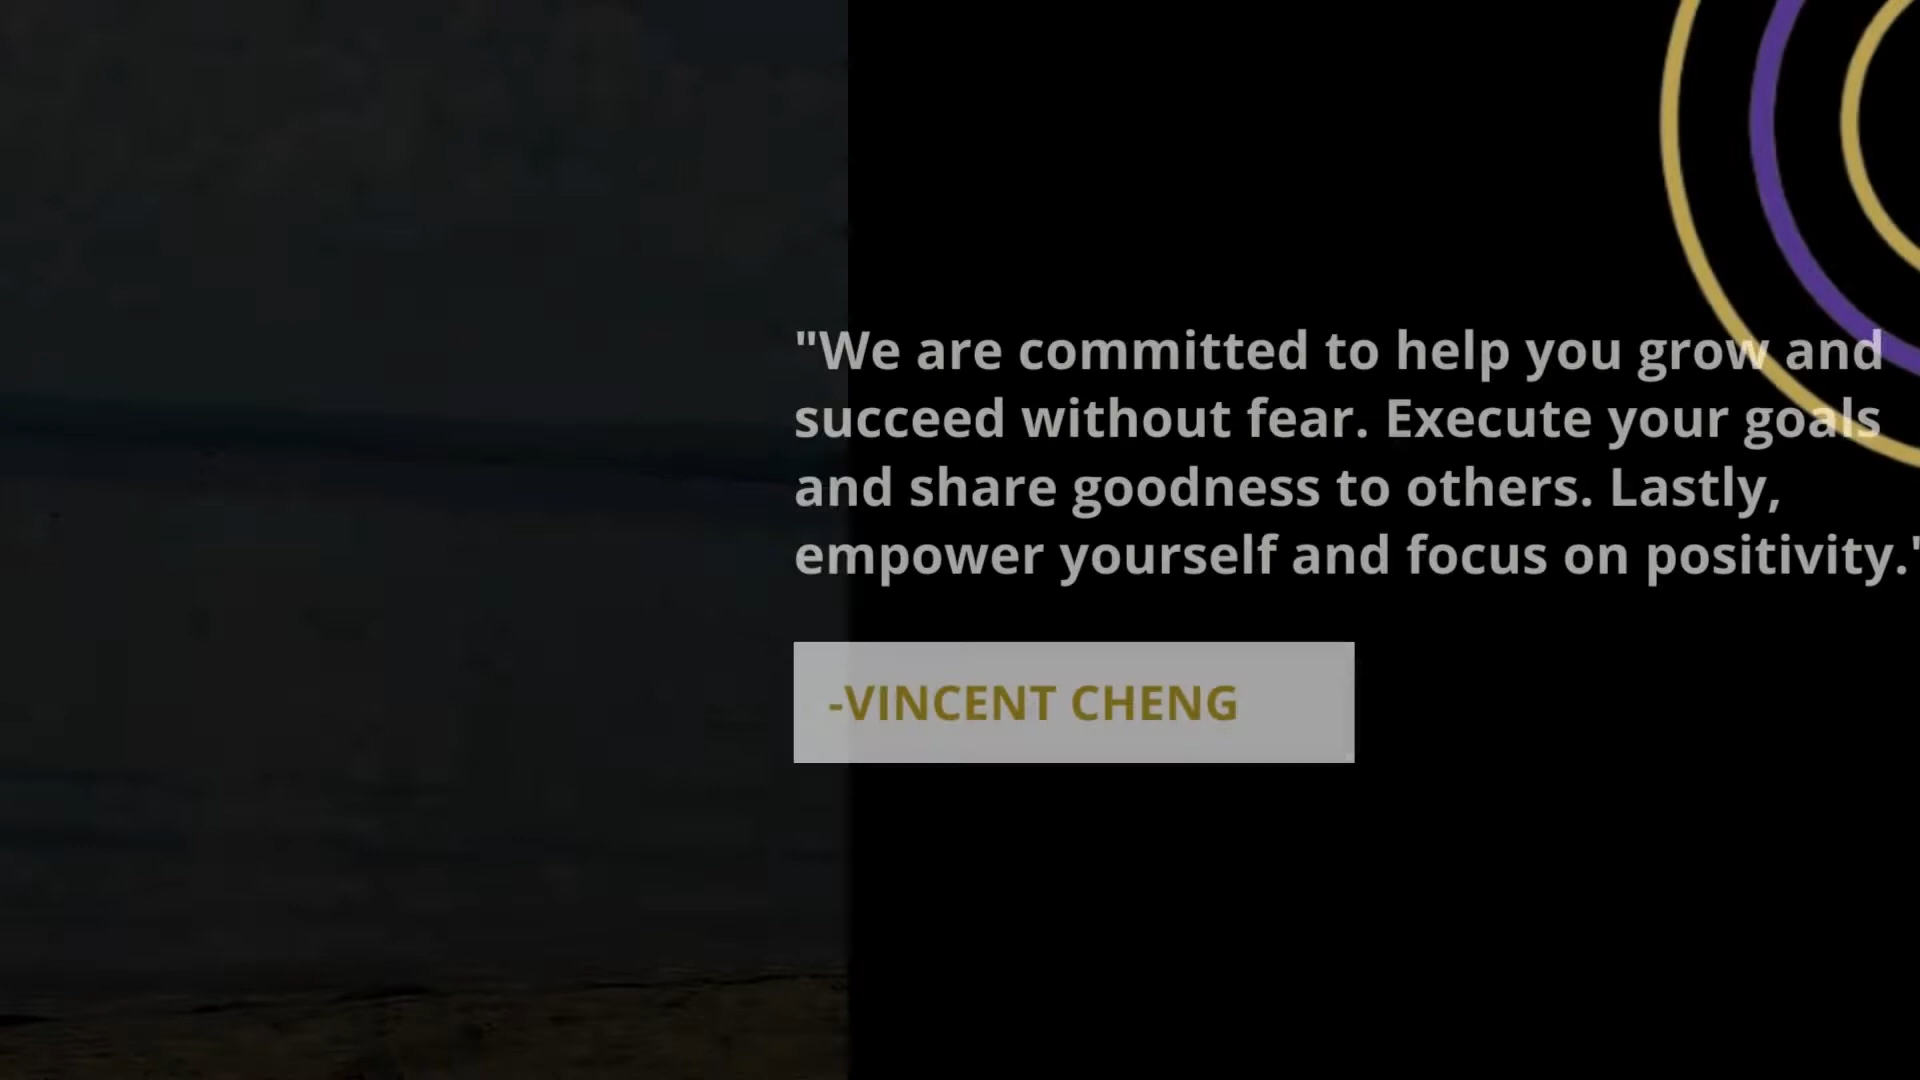 "We are committed to help you grow and
succeed without fear. Execute your goals
and share goodness to others. Lastly,
empower yourself and focus on positivity."
-VINCENT CHENG